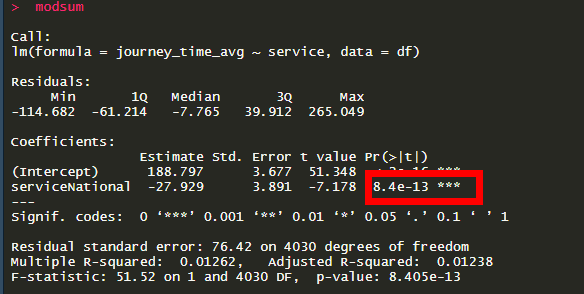 > modsum
Call:
lm(formula = journey_time_avg ~ service, data = df)
Residuals:
Min 1Q Median 3Q Max
-114.682 -61.214 -7.765 39.912 265.049
Coefficients:
Estimate Std. Error t value Pr(>|t|)
(Intercept) 188.797 3.677 51.348 ***
serviceNational -27.929 3.891 -7.178 8.4e-13 ***
---
Signif. codes: 0 ‘***’ 0.001 ‘**’ 0.01 ‘*’ 0.05 ‘.’ 0.1 ‘ ’ 1
Residual standard error: 76.42 on 4030 degrees of freedom
Multiple R-squared: 0.01262, Adjusted R-squared: 0.01238
F-statistic: 51.52 on 1 and 4030 DF, p-value: 8.405e-13